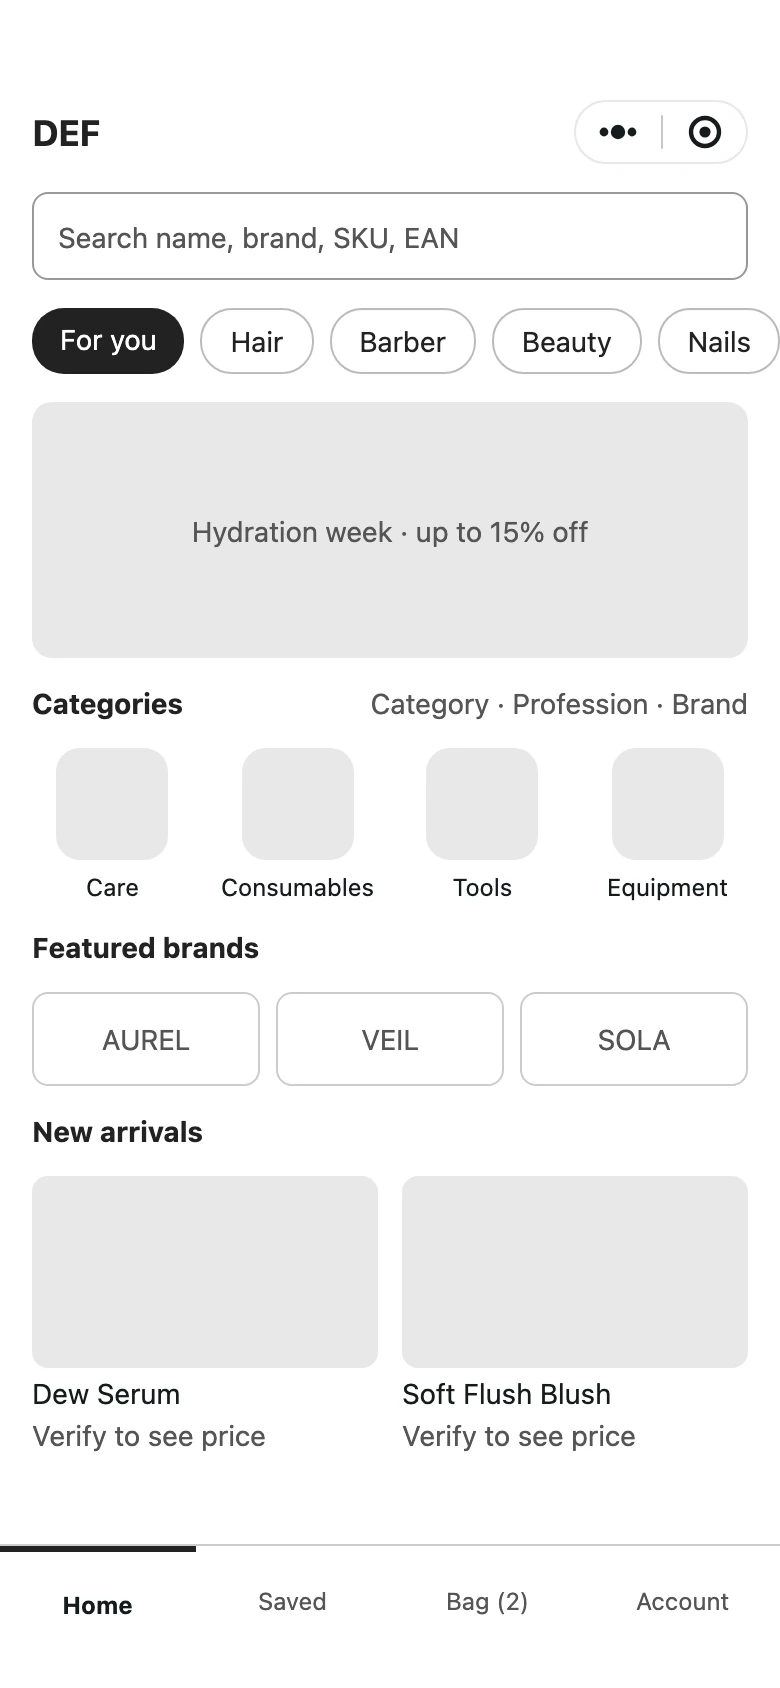 DEF
Search name, brand, SKU, EAN
For you Hair Barber Beauty Nails
Hydration week · up to 15% off
Categories Category · Profession · Brand
Care Consumables Tools Equipment
Featured brands
AUREL VEIL SOLA
New arrivals
Dew Serum Soft Flush Blush
Verify to see price Verify to see price
Home Saved Bag (2) Account